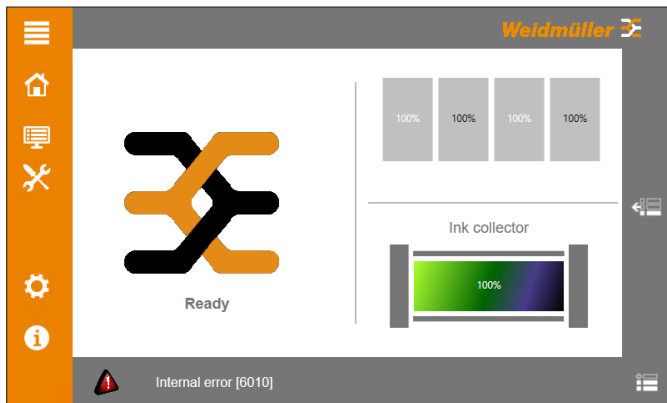 Weidmüller
100% 100% 100% 100%
Ink collector
100%
Ready
Internal error [6010]